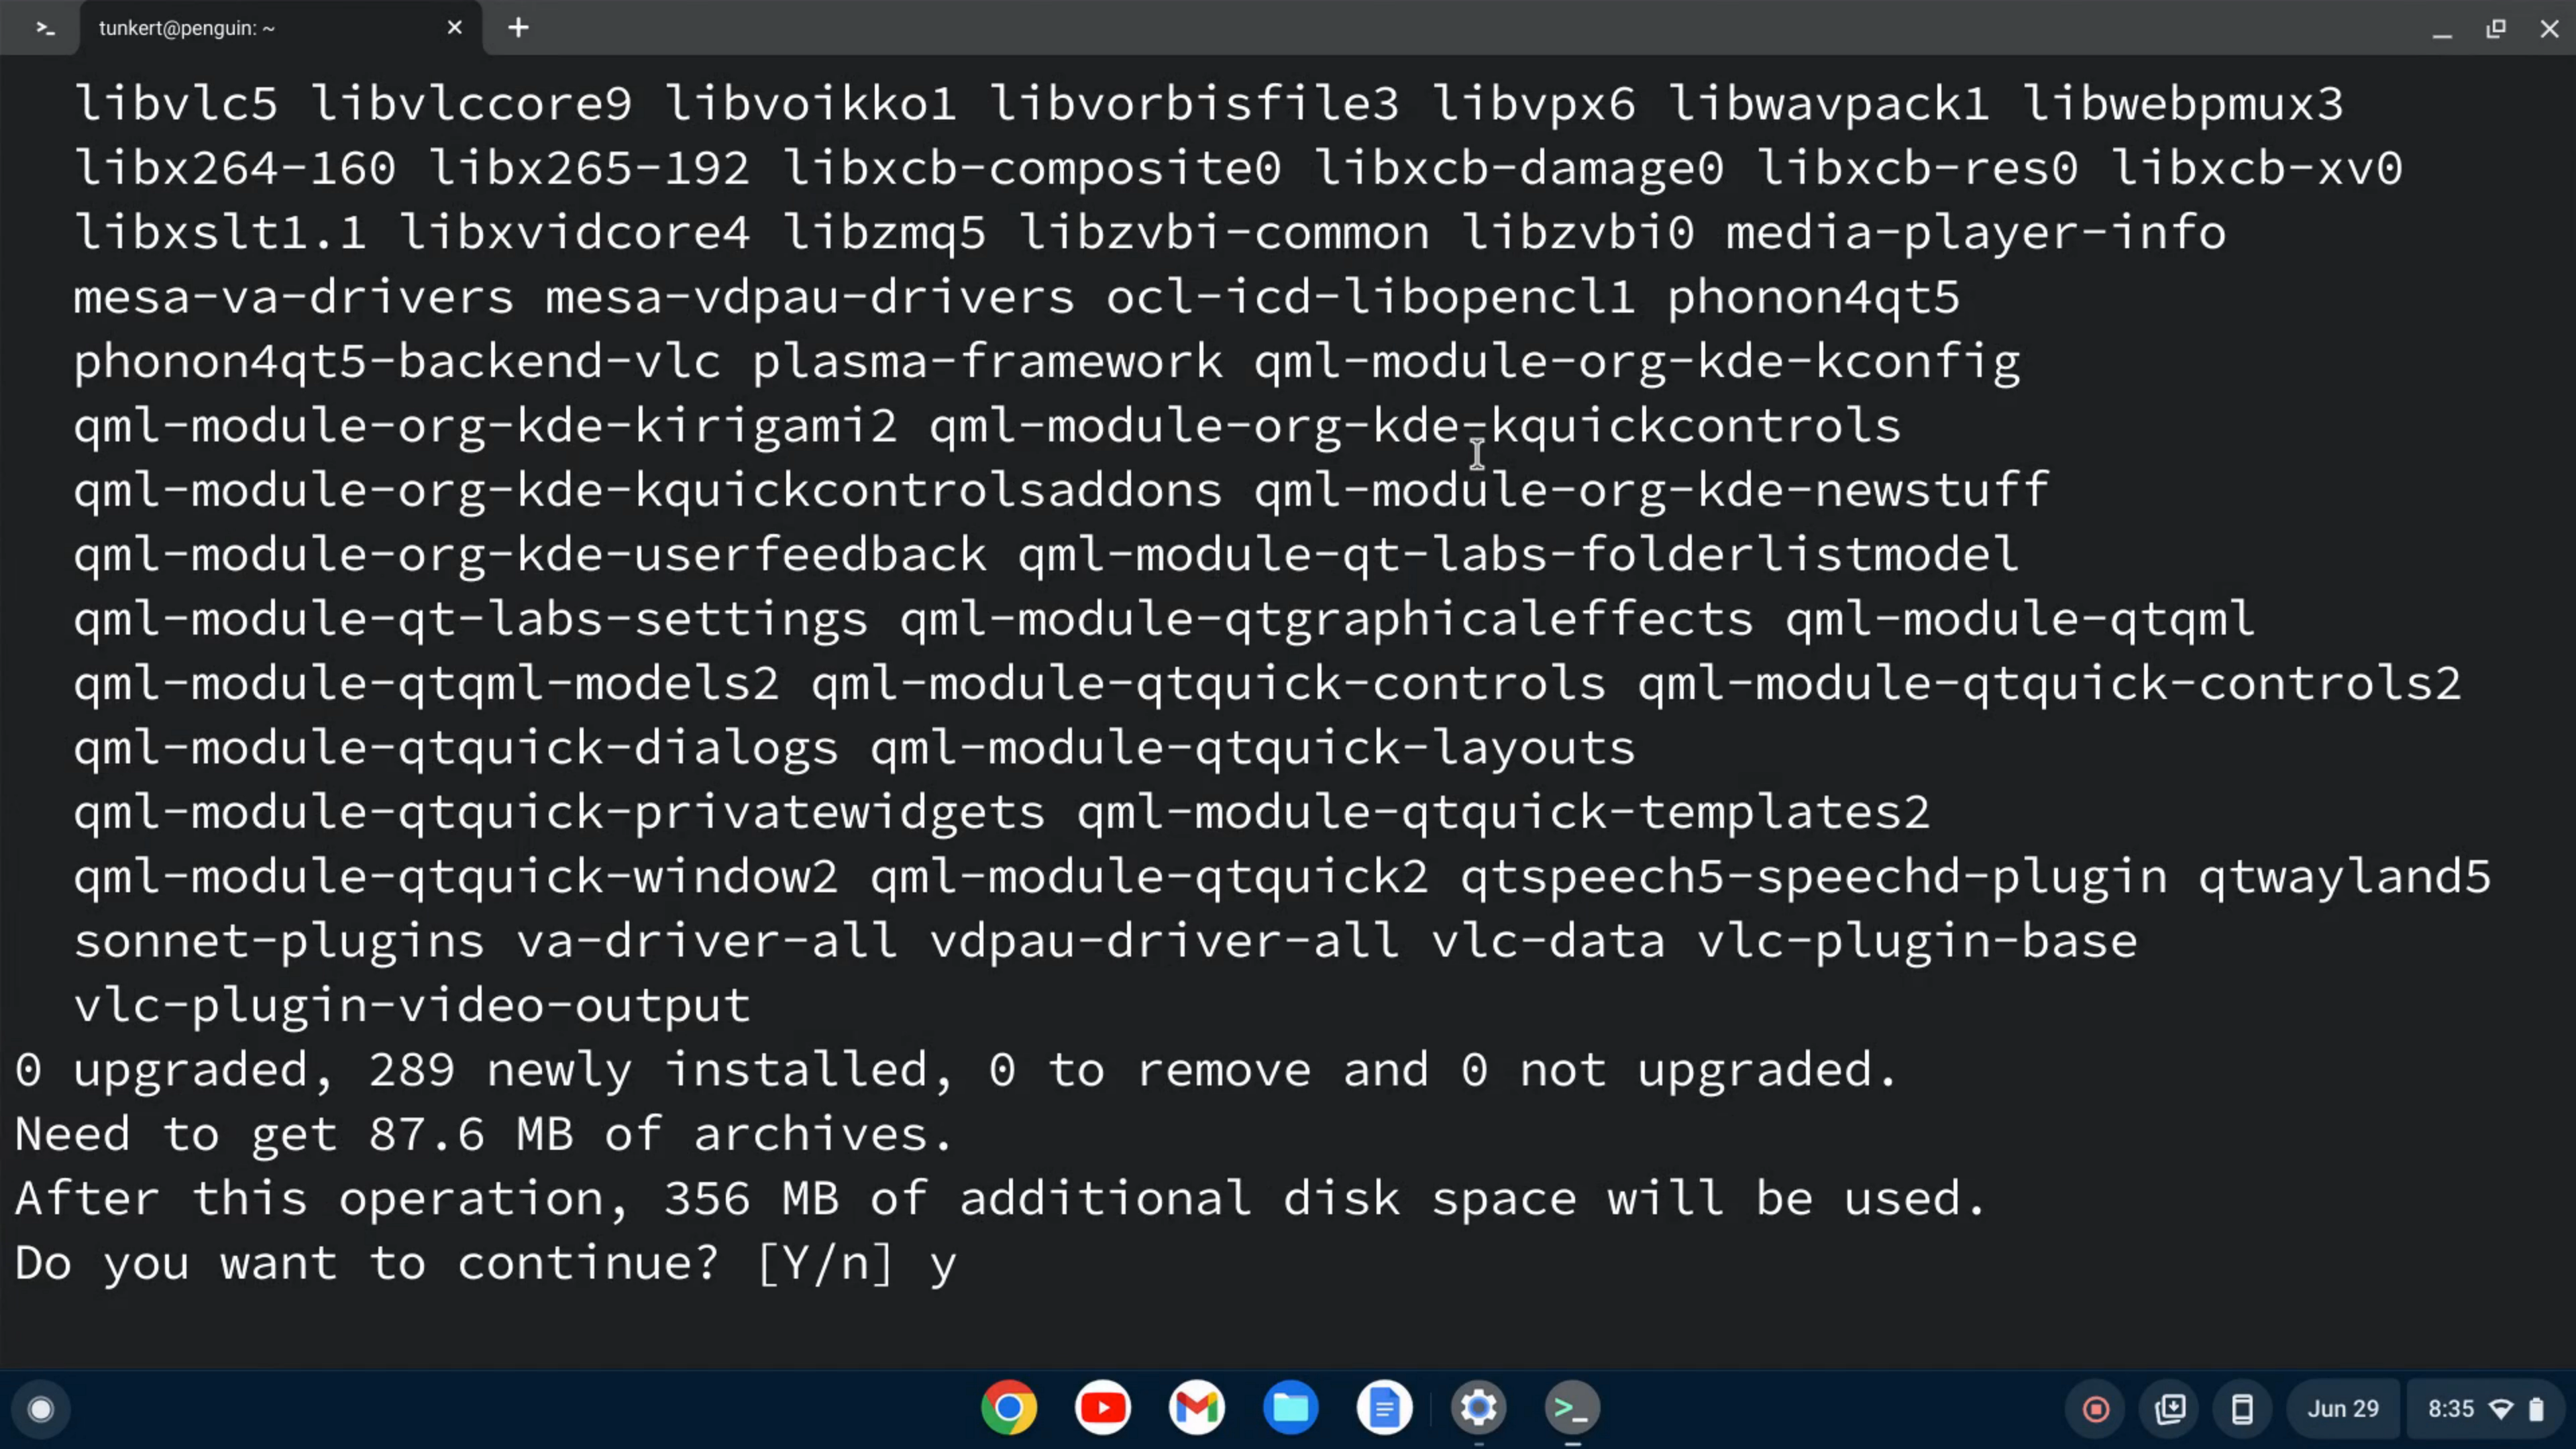 >_ tunkert@penguin: ~
libvlc5 libvlccore9 libvoikko1 libvorbisfile3 libvpx6 libwavpack1 libwebpmux3
libx264-160 libx265-192 libxcb-composite0 libxcb-damage0 libxcb-res0 libxcb-xv0
libxslt1.1 libxvidcore4 libzmq5 libzvbi-common libzvbi0 media-player-info
mesa-va-drivers mesa-vdpau-drivers ocl-icd-libopencl1 phonon4qt5
phonon4qt5-backend-vlc plasma-framework qml-module-org-kde-kconfig
qml-module-org-kde-kirigami2 qml-module-org-kde-kquickcontrols
qml-module-org-kde-kquickcontrolsaddons qml-module-org-kde-newstuff
qml-module-org-kde-userfeedback qml-module-qt-labs-folderlistmodel
qml-module-qt-labs-settings qml-module-qtgraphicaleffects qml-module-qtqml
qml-module-qtqml-models2 qml-module-qtquick-controls qml-module-qtquick-controls2
qml-module-qtquick-dialogs qml-module-qtquick-layouts
qml-module-qtquick-privatewidgets qml-module-qtquick-templates2
qml-module-qtquick-window2 qml-module-qtquick2 qtspeech5-speechd-plugin qtwayland5
sonnet-plugins va-driver-all vdpau-driver-all vlc-data vlc-plugin-base
vlc-plugin-video-output
0 upgraded, 289 newly installed, 0 to remove and 0 not upgraded.
Need to get 87.6 MB of archives.
After this operation, 356 MB of additional disk space will be used.
Do you want to continue? [Y/n] y
>_ Jun 29 8:35